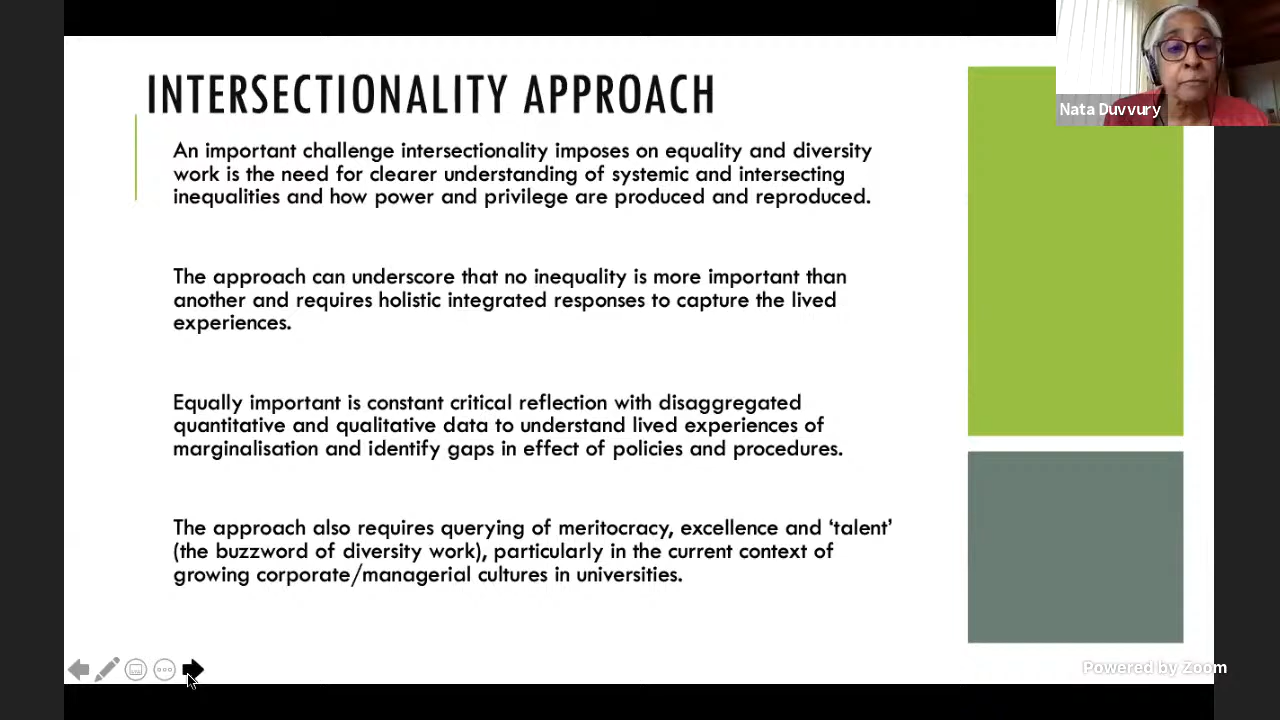 INTERSECTIONALITY APPROACH
An important challenge intersectionality imposes on equality and diversity
work is the need for clearer understanding of systemic and intersecting
inequalities and how power and privilege are produced and reproduced.
The approach can underscore that no inequality is more important than
another and requires holistic integrated responses to capture the lived
experiences.
Equally important is constant critical reflection with disaggregated
quantitative and qualitative data to understand lived experiences of
marginalisation and identify gaps in effect of policies and procedures.
The approach also requires querying of meritocracy, excellence and ‘talent’
(the buzzword of diversity work), particularly in the current context of
growing corporate/managerial cultures in universities.
Nata Duvvury
Powered by Zoom